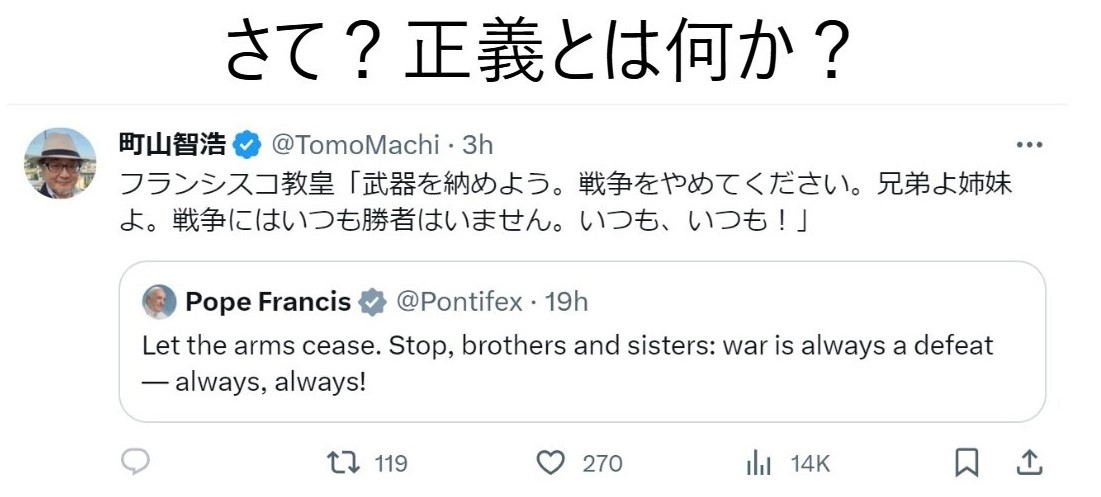 さて？正義とは何か？
町山智浩 @TomoMachi · 3h
フランシスコ教皇「武器を納めよう。戦争をやめてください。兄弟よ姉妹
よ。戦争にはいつも勝者はいません。いつも、いつも！」
Pope Francis @Pontifex · 19h
Let the arms cease. Stop, brothers and sisters: war is always a defeat
— always, always!
119 270 14K